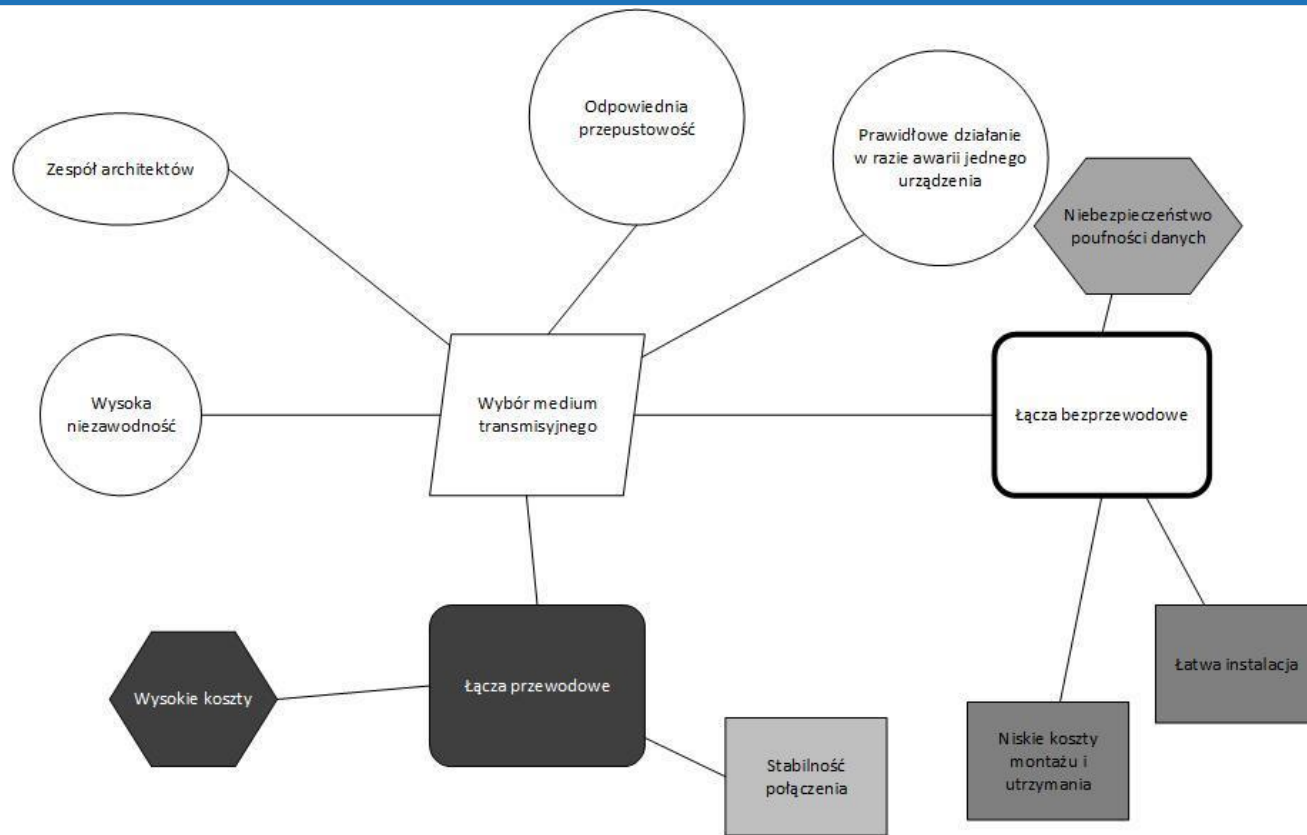 Odpowiednia
przepustowość
Prawidłowe działanie
w razie awarii jednego
urządzenia
Zespół architektów
Niebezpieczeństwo
poufności danych
Wysoka
niezawodność
Wybór medium
transmisyjnego
Łącza bezprzewodowe
Wysokie koszty
Łącza przewodowe
Łatwa instalacja
Stabilność
połączenia
Niskie koszty
montażu i
utrzymania